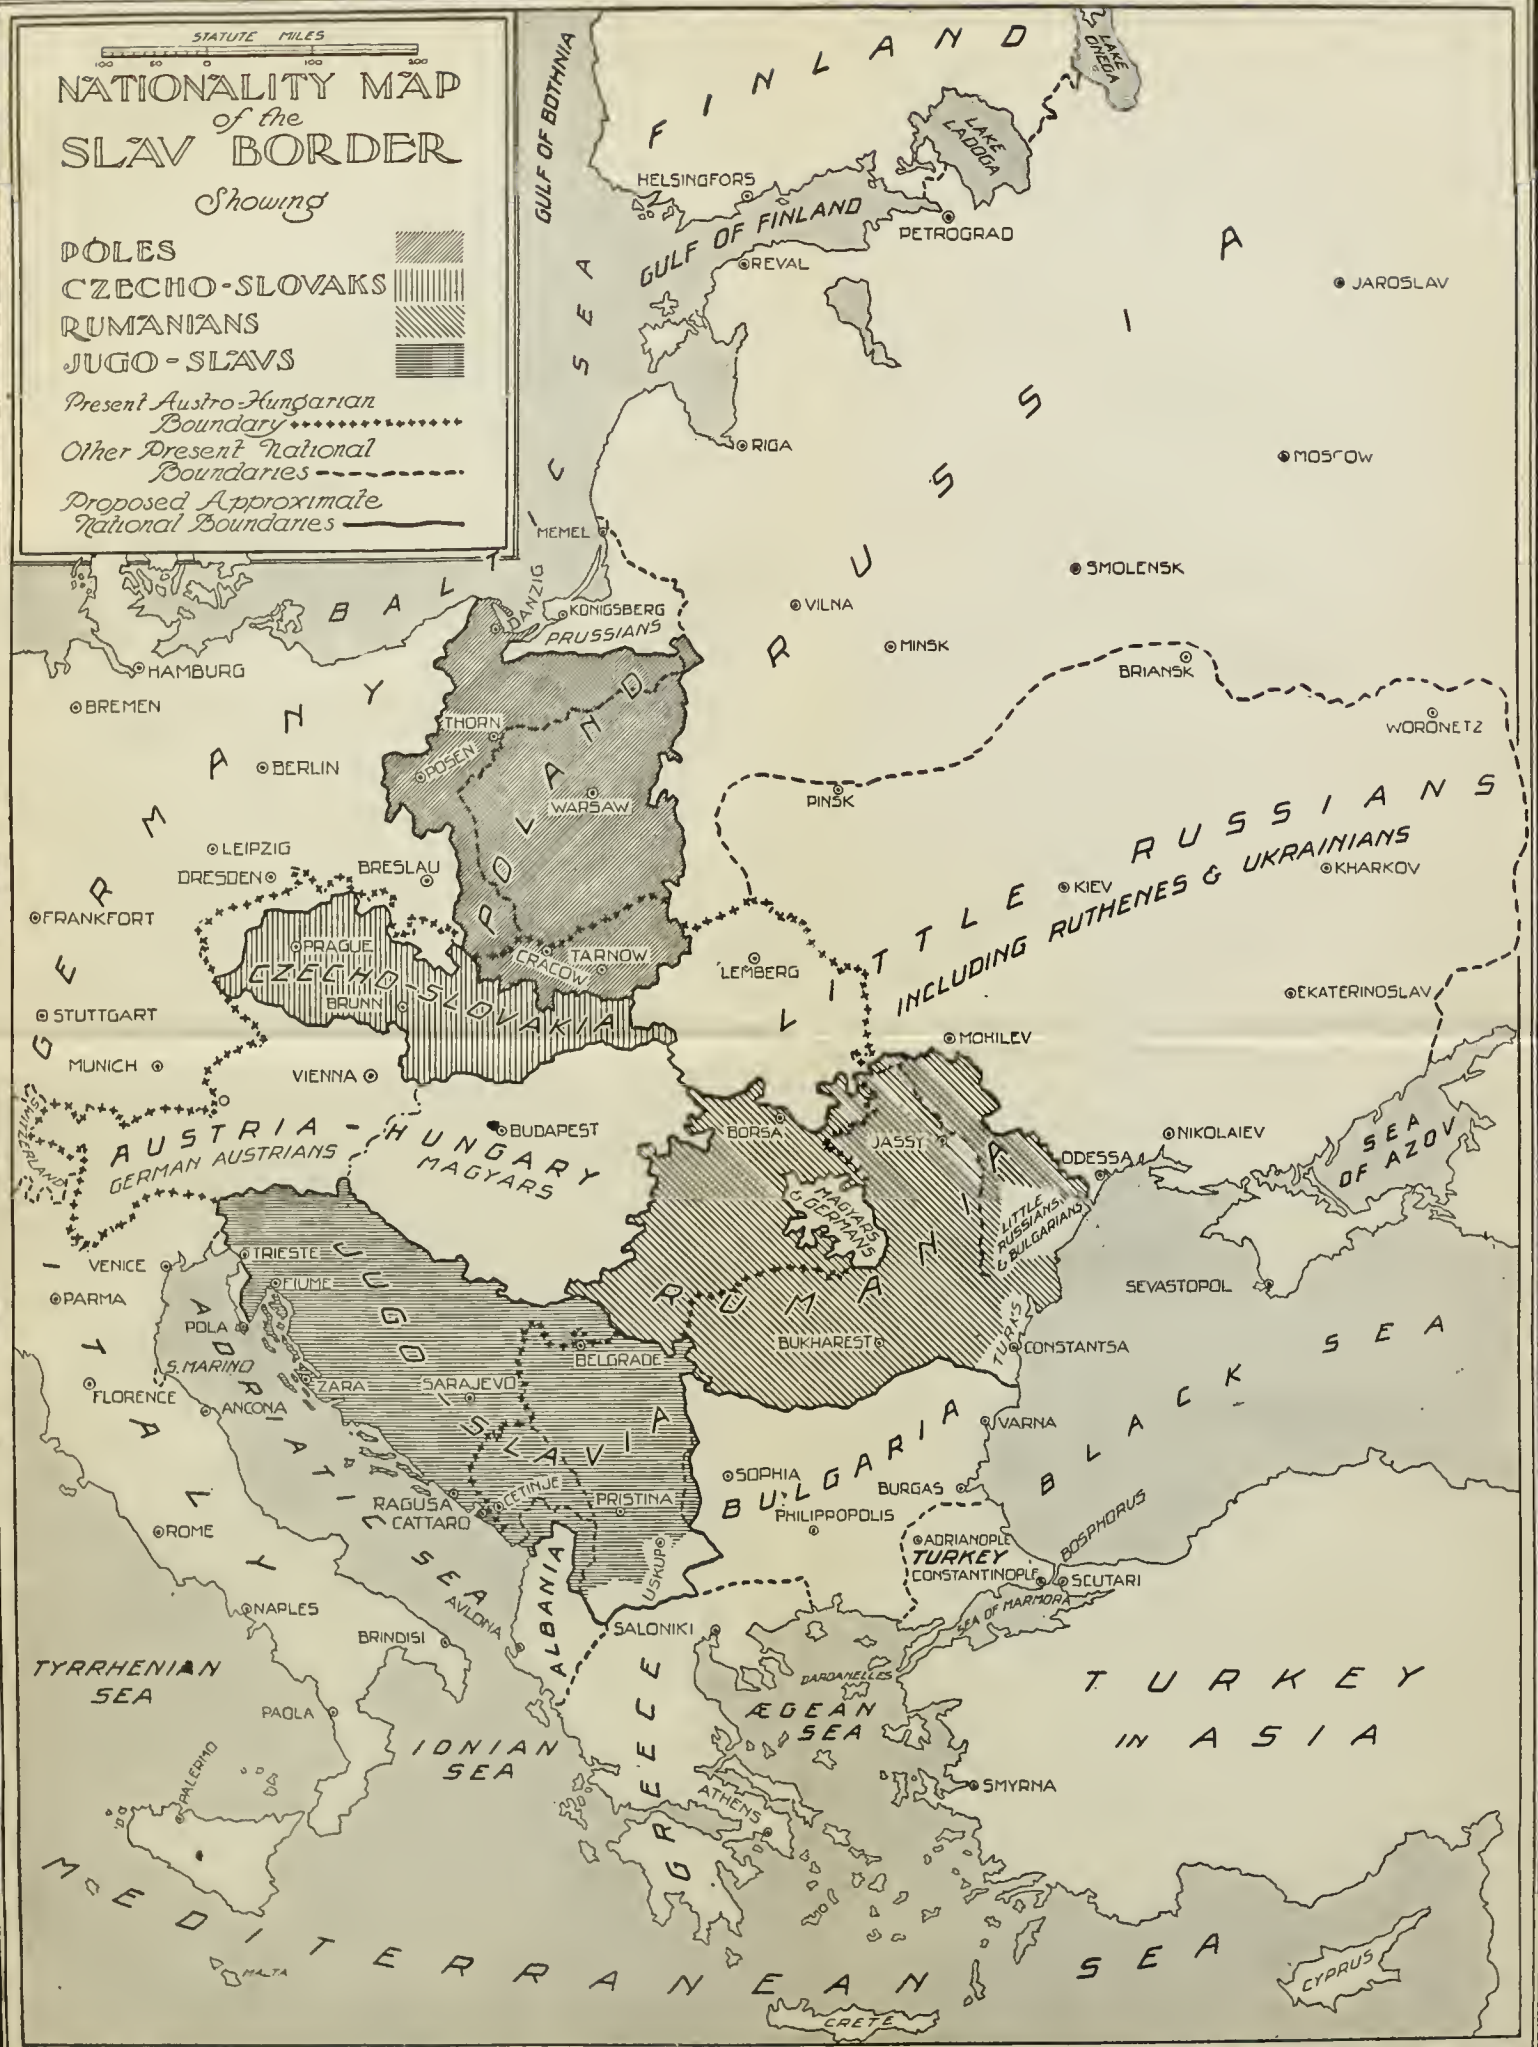 STATUTE MILES
100 50 0 100 200
NATIONALITY MAP
of the
SLAV BORDER
Showing
POLES
CZECHO-SLOVAKS
RUMANIANS
JUGO-SLAVS
Present Austro-Hungarian
Boundary
Other Present National
Boundaries
Proposed Approximate
National Boundaries
GULF OF BOTHNIA
FINLAND
LAKE
ONEGA
LAKE
LADOGA
HELSINGFORS
GULF OF FINLAND
PETROGRAD
REVAL
RUSSIA
JAROSLAV
BALTIC SEA
RIGA
MOSCOW
MEMEL
SMOLENSK
DANZIG
KONIGSBERG
PRUSSIANS
VILNA
MINSK
BRIANSK
HAMBURG
BREMEN
GERMANY
WORONETZ
THORN
POSEN
POLAND
BERLIN
WARSAW
PINSK
LITTLE RUSSIANS
INCLUDING RUTHENES & UKRAINIANS
LEIPZIG
DRESDEN
BRESLAU
KIEV
KHARKOV
FRANKFORT
PRAGUE
CZECHO-SLOVAKIA
BRUNN
CRACOW
TARNOW
LEMBERG
EKATERINOSLAV
STUTTGART
MUNICH
VIENNA
MOHILEV
SWITZERLAND
AUSTRIA-HUNGARY
GERMAN AUSTRIANS
MAGYARS
BUDAPEST
BORSA
JASSY
NIKOLAIEV
ODESSA
SEA
OF AZOV
MAGYARS
& GERMANS
LITTLE
RUSSIANS
& BULGARIANS
RUMANIA
TRIESTE
VENICE
FIUME
JUGO-SLAVIA
PARMA
POLA
SEVASTOPOL
BUKHAREST
TURKS
CONSTANTSA
BELGRADE
S. MARINO
FLORENCE
ZARA
SARAJEVO
ANCONA
ADRIATIC SEA
ITALY
BLACK SEA
VARNA
SOPHIA
BULGARIA
BURGAS
PHILIPPOPOLIS
RAGUSA
CATTARO
CETINJE
PRISTINA
USKUP
ROME
ADRIANOPLE
TURKEY
CONSTANTINOPLE
BOSPHORUS
SCUTARI
SEA OF MARMORA
NAPLES
BRINDISI
AVLONA
ALBANIA
SALONIKI
TYRRHENIAN
SEA
DARDANELLES
TURKEY
IN ASIA
PAOLA
ÆGEAN
SEA
IONIAN
SEA
GREECE
PALERMO
SMYRNA
ATHENS
MEDITERRANEAN SEA
MALTA
CYPRUS
CRETE